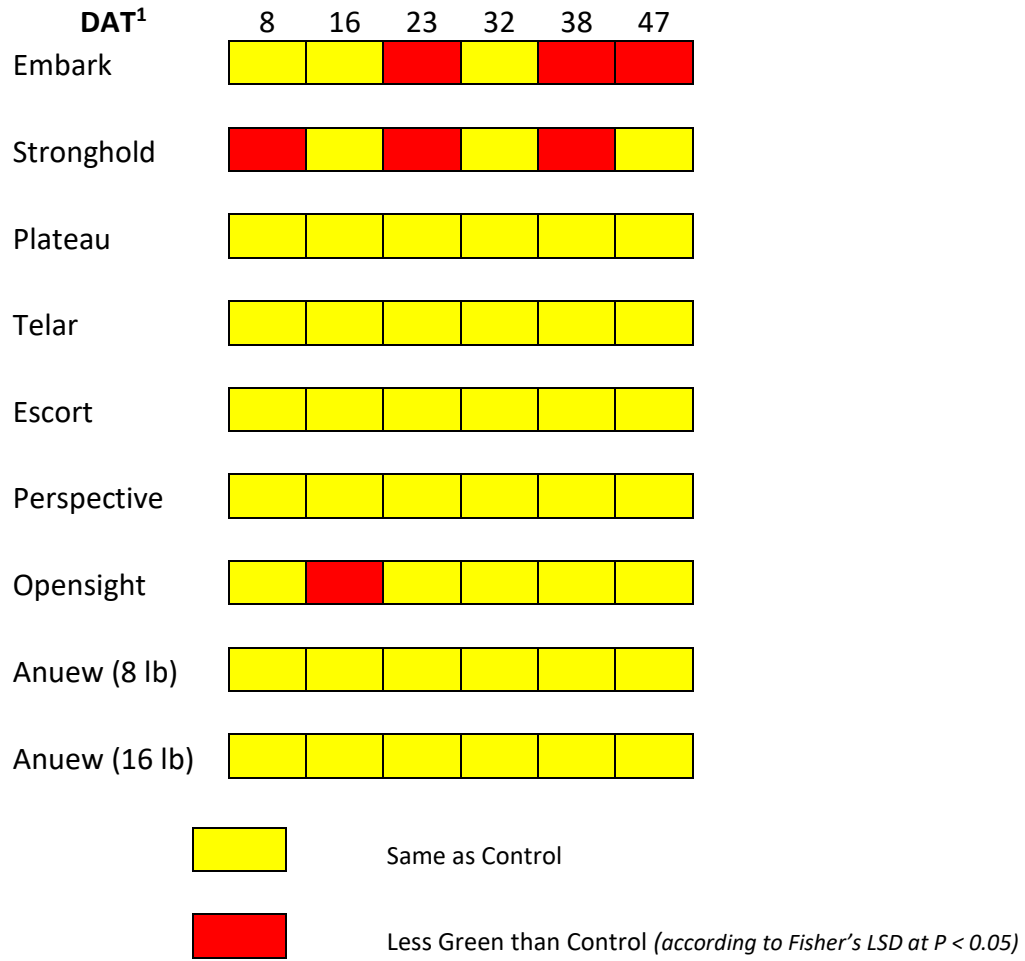 DAT¹ 8 16 23 32 38 47
Embark
Stronghold
Plateau
Telar
Escort
Perspective
Opensight
Anuew (8 lb)
Anuew (16 lb)
Same as Control
Less Green than Control (according to Fisher’s LSD at P < 0.05)